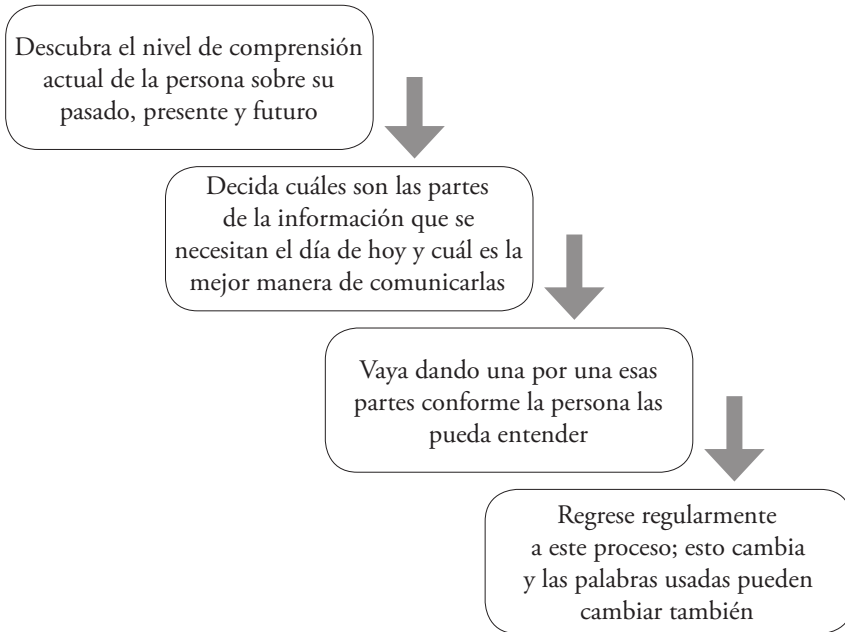 Descubra el nivel de comprensión
actual de la persona sobre su
pasado, presente y futuro
Decida cuáles son las partes
de la información que se
necesitan el día de hoy y cuál es la
mejor manera de comunicarlas
Vaya dando una por una esas
partes conforme la persona las
pueda entender
Regrese regularmente
a este proceso; esto cambia
y las palabras usadas pueden
cambiar también